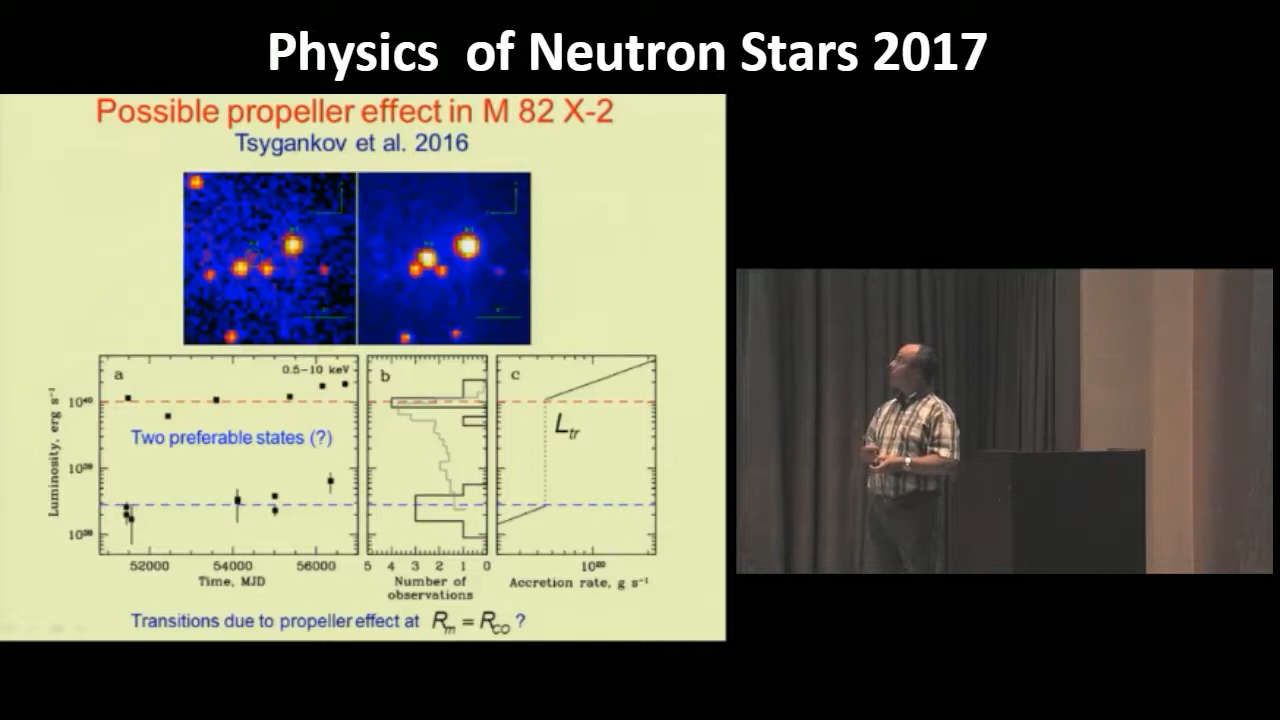 Physics of Neutron Stars 2017
Possible propeller effect in M 82 X-2
Tsygankov et al. 2016
a
0.5–10 keV
b
c
10⁴⁰
Two preferable states (?)
L_tr
10³⁸
Luminosity, erg s⁻¹
52000 54000 56000
5 4 3 2 1 0
10²⁰
Time, MJD
Number of observations
Accretion rate, g s⁻¹
Transitions due to propeller effect at R_m = R_CO ?